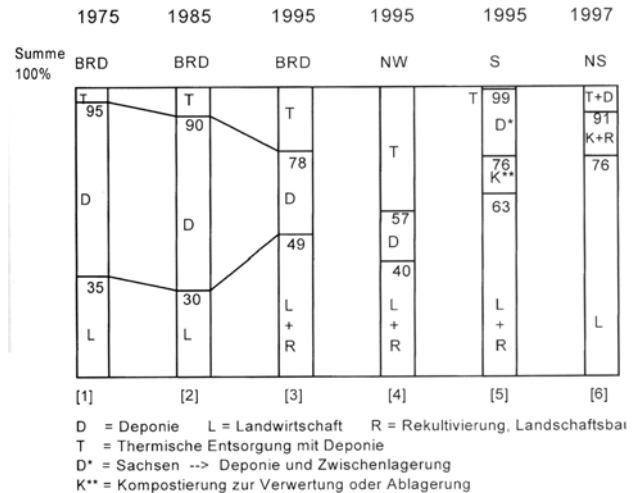 1975 1985 1995 1995 1995 1997
Summe
100%
BRD BRD BRD NW S NS
T T T T T 99 T+D
95 90 D* 91
K+R
78 76 76
K**
D D D 57 63
D
49 40
35 30
L L L
+
R L
+
R L
+
R L
[1] [2] [3] [4] [5] [6]
D = Deponie L = Landwirtschaft R = Rekultivierung, Landschaftsbau
T = Thermische Entsorgung mit Deponie
D* = Sachsen --> Deponie und Zwischenlagerung
K** = Kompostierung zur Verwertung oder Ablagerung